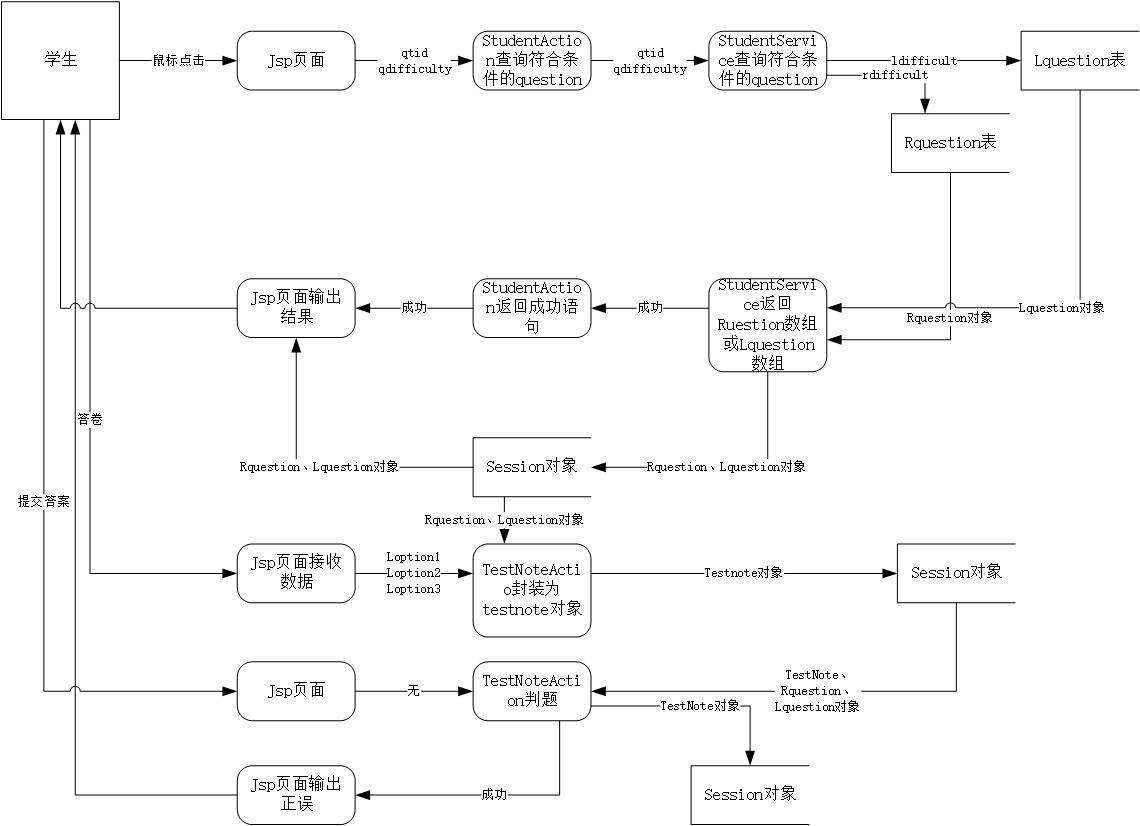 学生
鼠标点击
Jsp页面
qtid
qdifficulty
StudentActio
n查询符合条
件的question
qtid
qdifficulty
StudentServi
ce查询符合条
件的question
ldifficult
rdifficult
Lquestion表
Rquestion表
Jsp页面输出
结果
成功
StudentActio
n返回成功语
句
成功
StudentServi
ce返回
Ruestion数组
或Lquestion
数组
Rquestion对象
Lquestion对象
答卷
Rquestion、Lquestion对象
Session对象
Rquestion、Lquestion对象
提交答案
Rquestion、Lquestion对象
Jsp页面接收
数据
Loption1
Loption2
Loption3
TestNoteActi
o封装为
testnote对象
Testnote对象
Session对象
Jsp页面
无
TestNoteActi
on判题
TestNote、
Rquestion、
Lquestion对象
TestNote对象
Jsp页面输出
正误
成功
Session对象